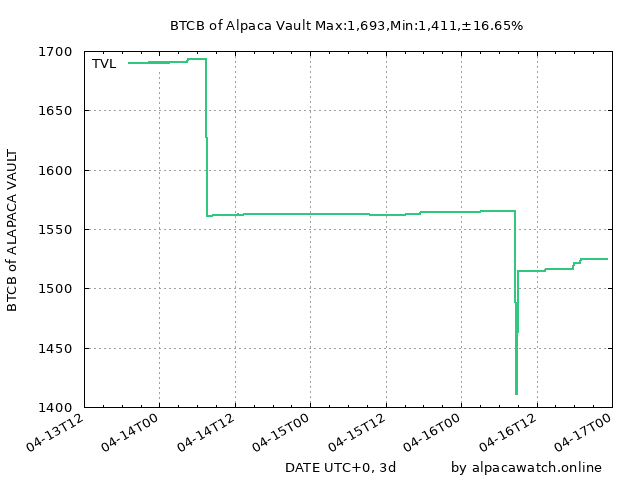 BTCB of Alpaca Vault Max:1,693,Min:1,411,±16.65%
TVL
1700
1650
1600
1550
1500
1450
1400
BTCB of ALAPACA VAULT
04-13T12
04-14T00
04-14T12
04-15T00
04-15T12
04-16T00
04-16T12
04-17T00
DATE UTC+0, 3d
by alpacawatch.online